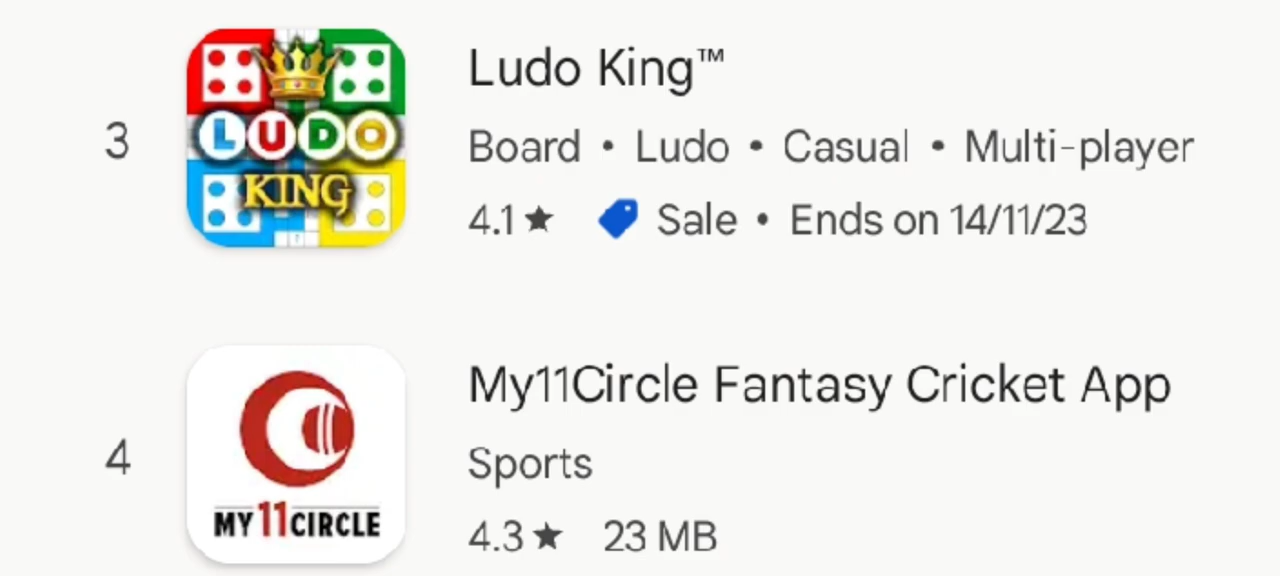 3
LUDO
KING
Ludo King™
Board • Ludo • Casual • Multi-player
4.1★ Sale • Ends on 14/11/23
4
MY11CIRCLE
My11Circle Fantasy Cricket App
Sports
4.3★ 23 MB